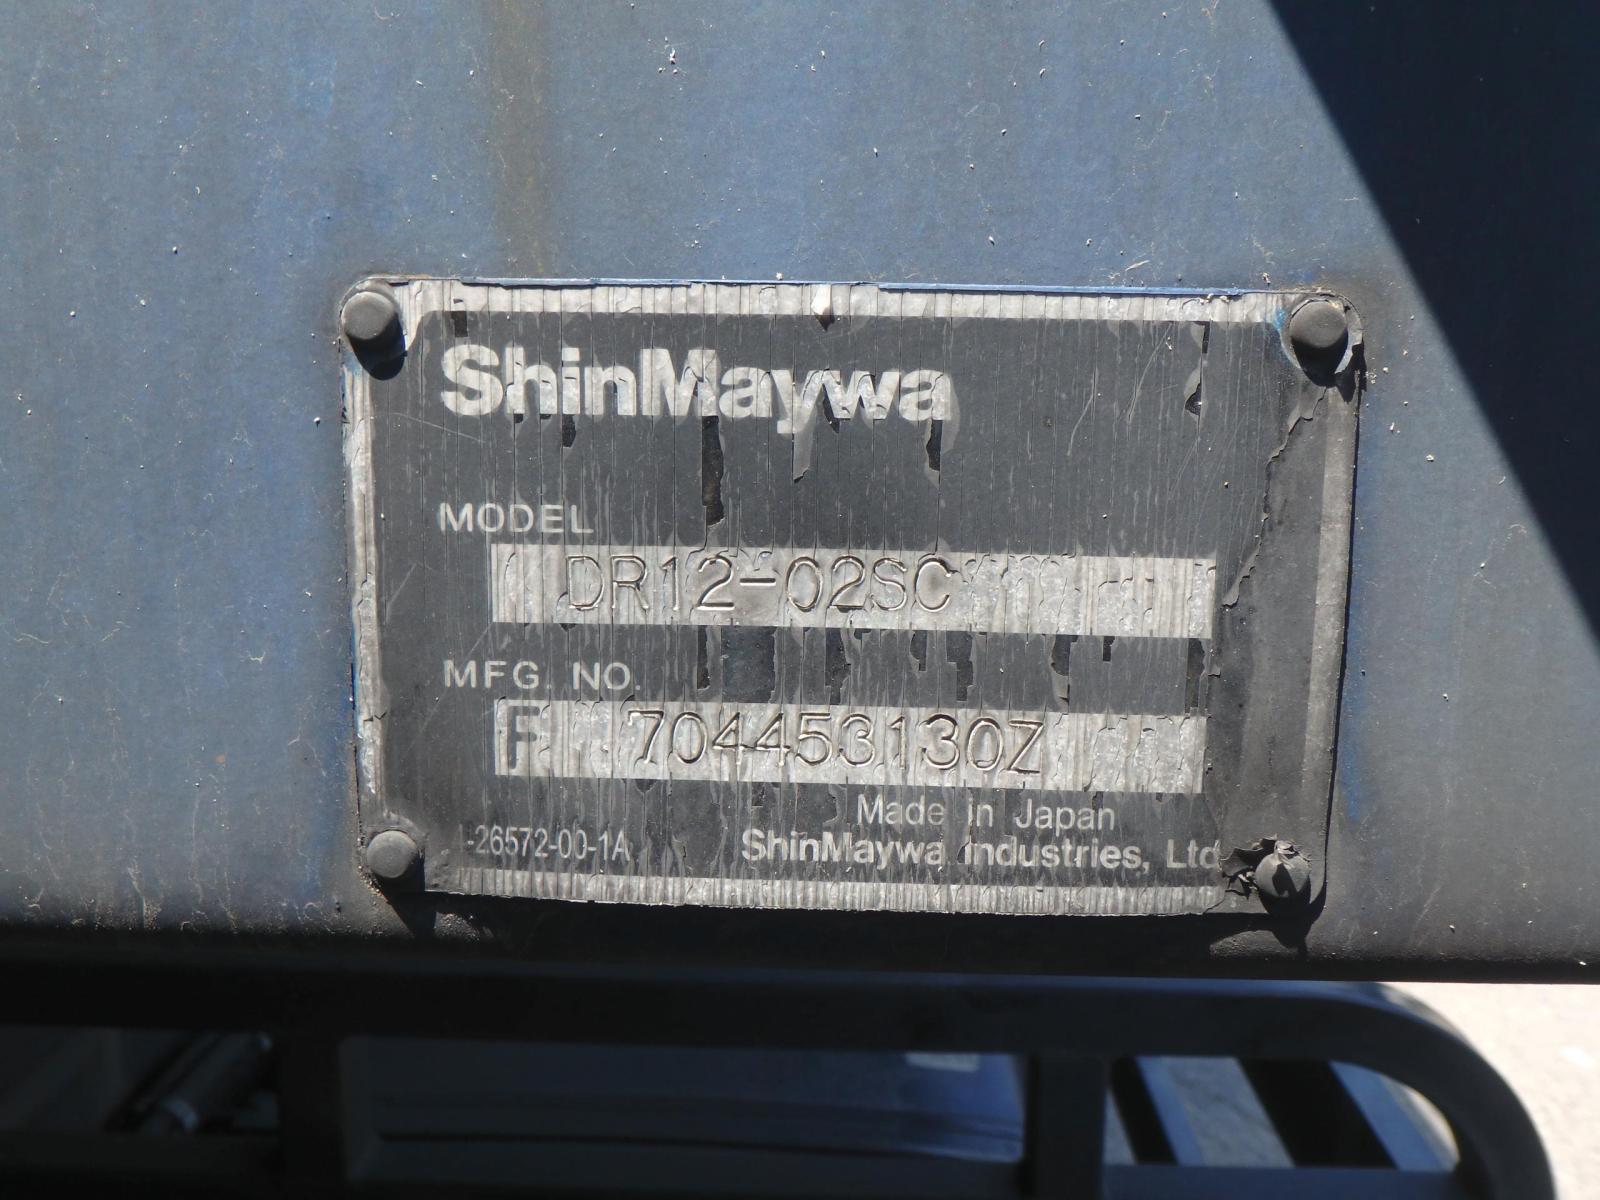 ShinMaywa
MODEL
DR12-02SC
MFG. NO.
F 704453130Z
Made in Japan
-26572-00-1A
ShinMaywa Industries, Ltd